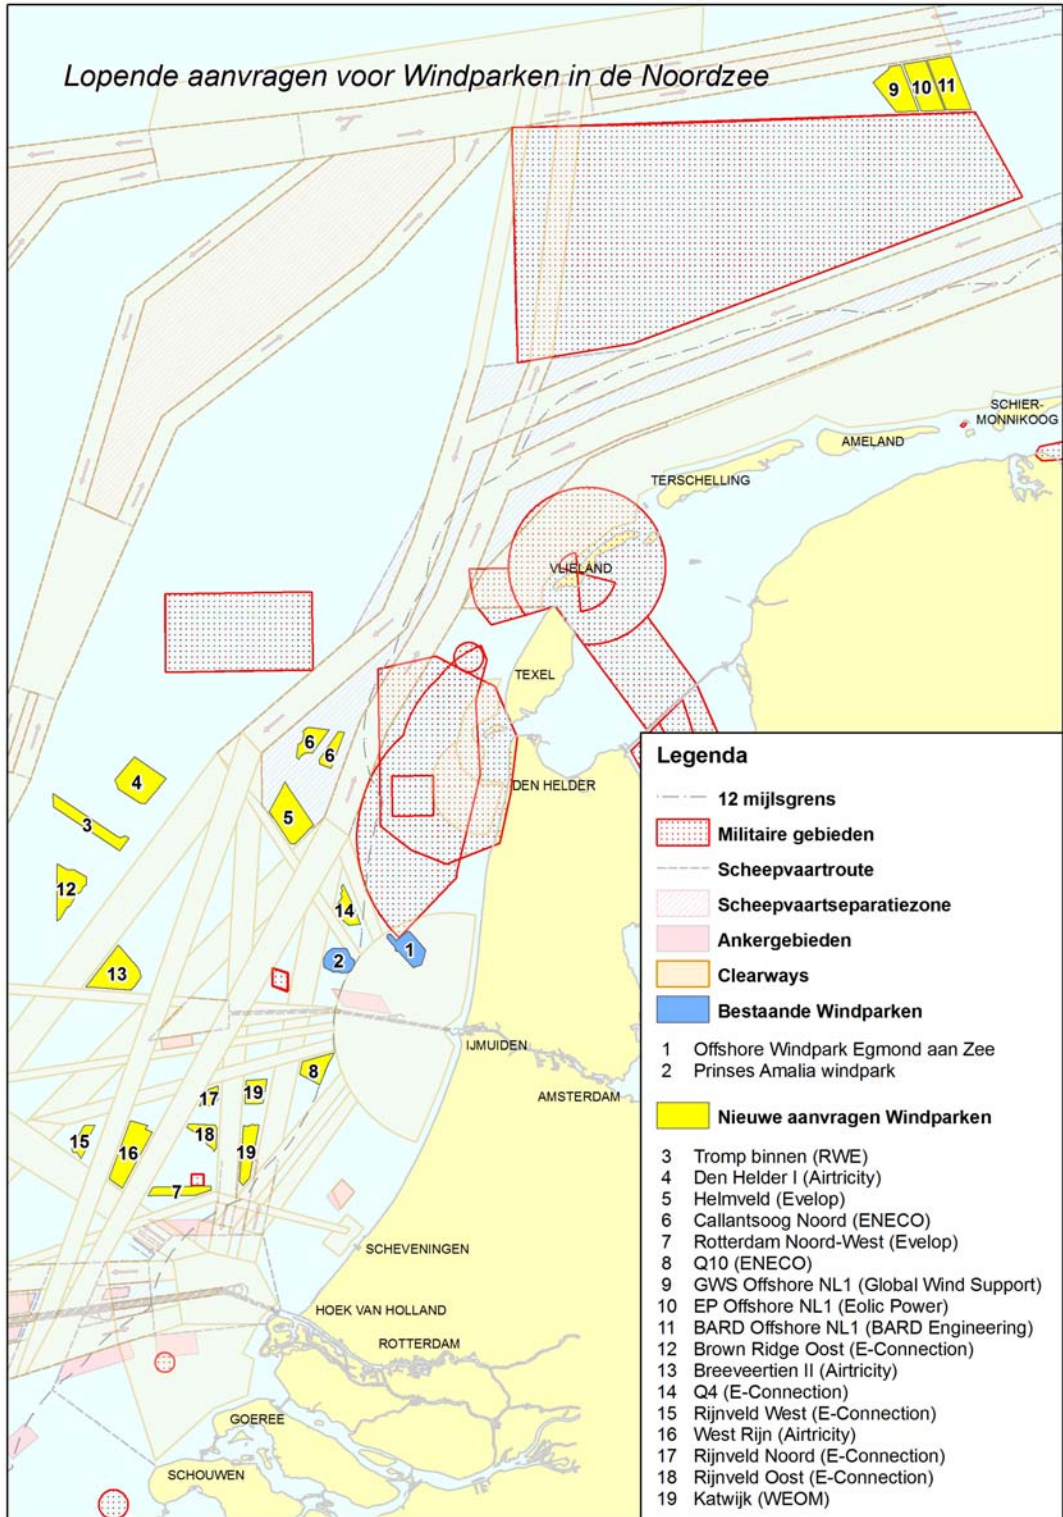 Lopende aanvragen voor Windparken in de Noordzee
9
10
11
SCHIER-
MONNIKOOG
AMELAND
TERSCHELLING
VLIELAND
TEXEL
6
6
4
DEN HELDER
5
3
12
14
1
2
13
IJMUIDEN
8
17
19
AMSTERDAM
15
18
16
19
7
SCHEVENINGEN
HOEK VAN HOLLAND
ROTTERDAM
GOEREE
SCHOUWEN
Legenda
12 mijlsgrens
Militaire gebieden
Scheepvaartroute
Scheepvaartseparatiezone
Ankergebieden
Clearways
Bestaande Windparken
1 Offshore Windpark Egmond aan Zee
2 Prinses Amalia windpark
Nieuwe aanvragen Windparken
3 Tromp binnen (RWE)
4 Den Helder I (Airtricity)
5 Helmveld (Evelop)
6 Callantsoog Noord (ENECO)
7 Rotterdam Noord-West (Evelop)
8 Q10 (ENECO)
9 GWS Offshore NL1 (Global Wind Support)
10 EP Offshore NL1 (Eolic Power)
11 BARD Offshore NL1 (BARD Engineering)
12 Brown Ridge Oost (E-Connection)
13 Breeveertien II (Airtricity)
14 Q4 (E-Connection)
15 Rijnveld West (E-Connection)
16 West Rijn (Airtricity)
17 Rijnveld Noord (E-Connection)
18 Rijnveld Oost (E-Connection)
19 Katwijk (WEOM)